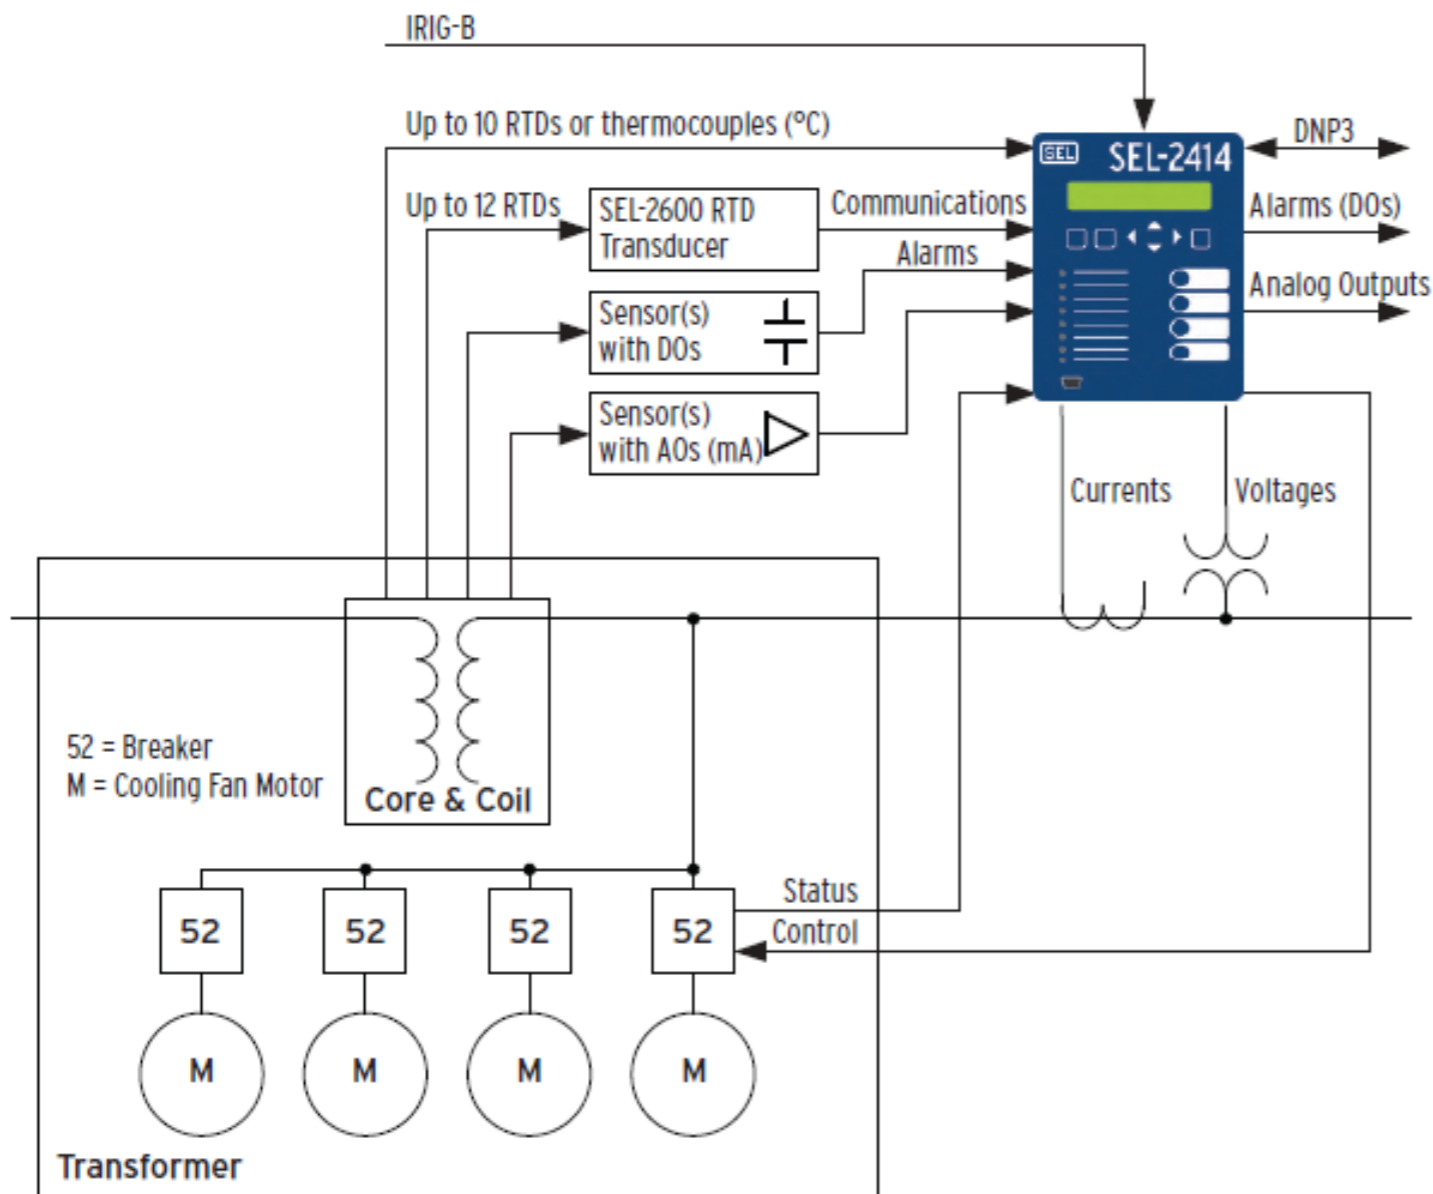 IRIG-B
Up to 10 RTDs or thermocouples (°C)
SEL
SEL-2414
DNP3
Up to 12 RTDs
SEL-2600 RTD
Transducer
Communications
Alarms (DOs)
Alarms
Analog Outputs
Sensor(s)
with DOs
Sensor(s)
with AOs (mA)
Currents
Voltages
52 = Breaker
M = Cooling Fan Motor
Core & Coil
Status
Control
52
52
52
52
M
M
M
M
Transformer